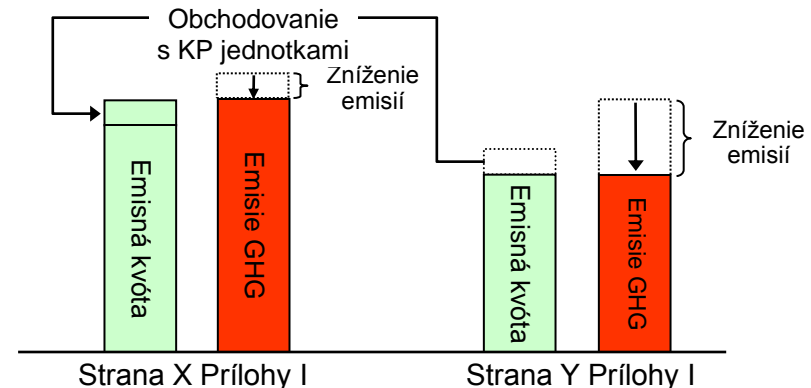 Obchodovanie
s KP jednotkami
Zníženie
emisií
Zníženie
emisií
Emisná kvóta
Emisie GHG
Emisná kvóta
Emisie GHG
Strana X Prílohy I
Strana Y Prílohy I